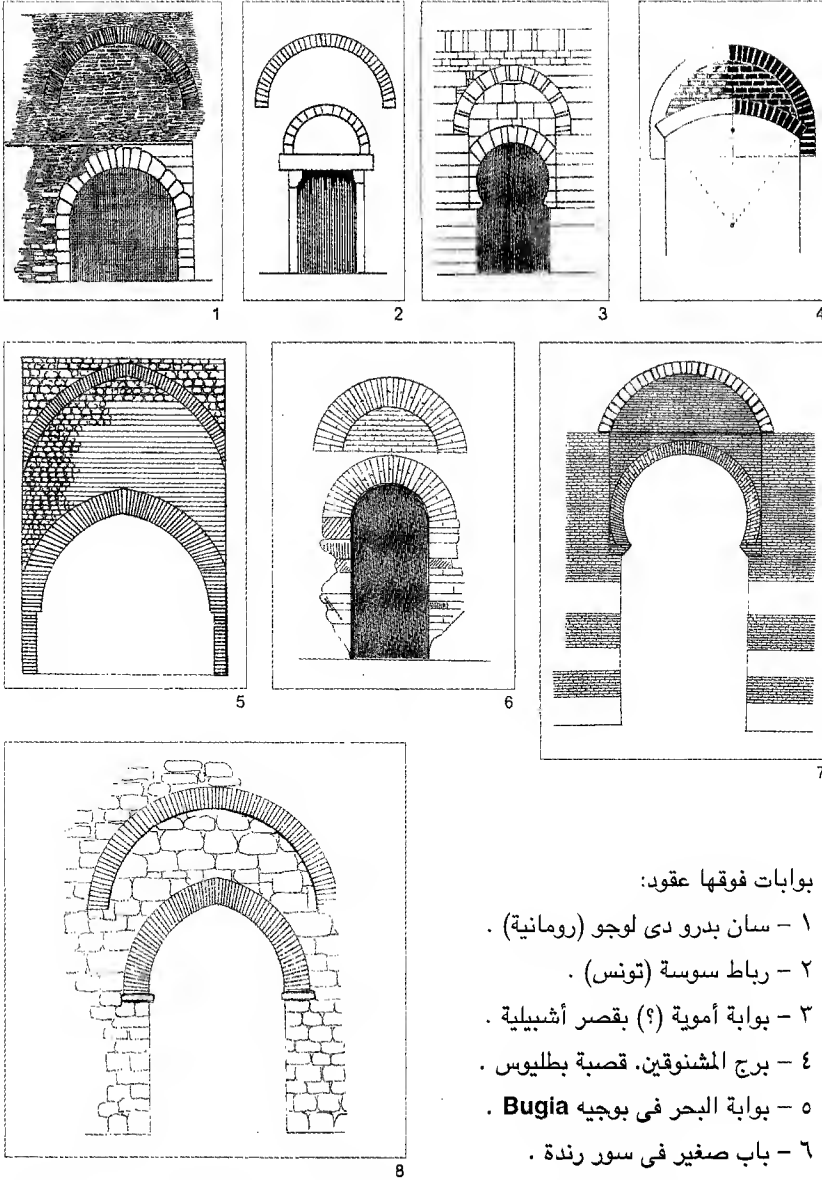 1
2
3
4
5
6
7
8
بوابات فوقها عقود:
١ – سان بدرو دى لوجو (رومانية) .
٢ – رباط سوسة (تونس) .
٣ – بوابة أموية (؟) بقصر أشبيلية .
٤ – برج المشنوقين. قصبة بطليوس .
٥ – بوابة البحر فى بوجيه Bugia .
٦ – باب صغير فى سور رندة .